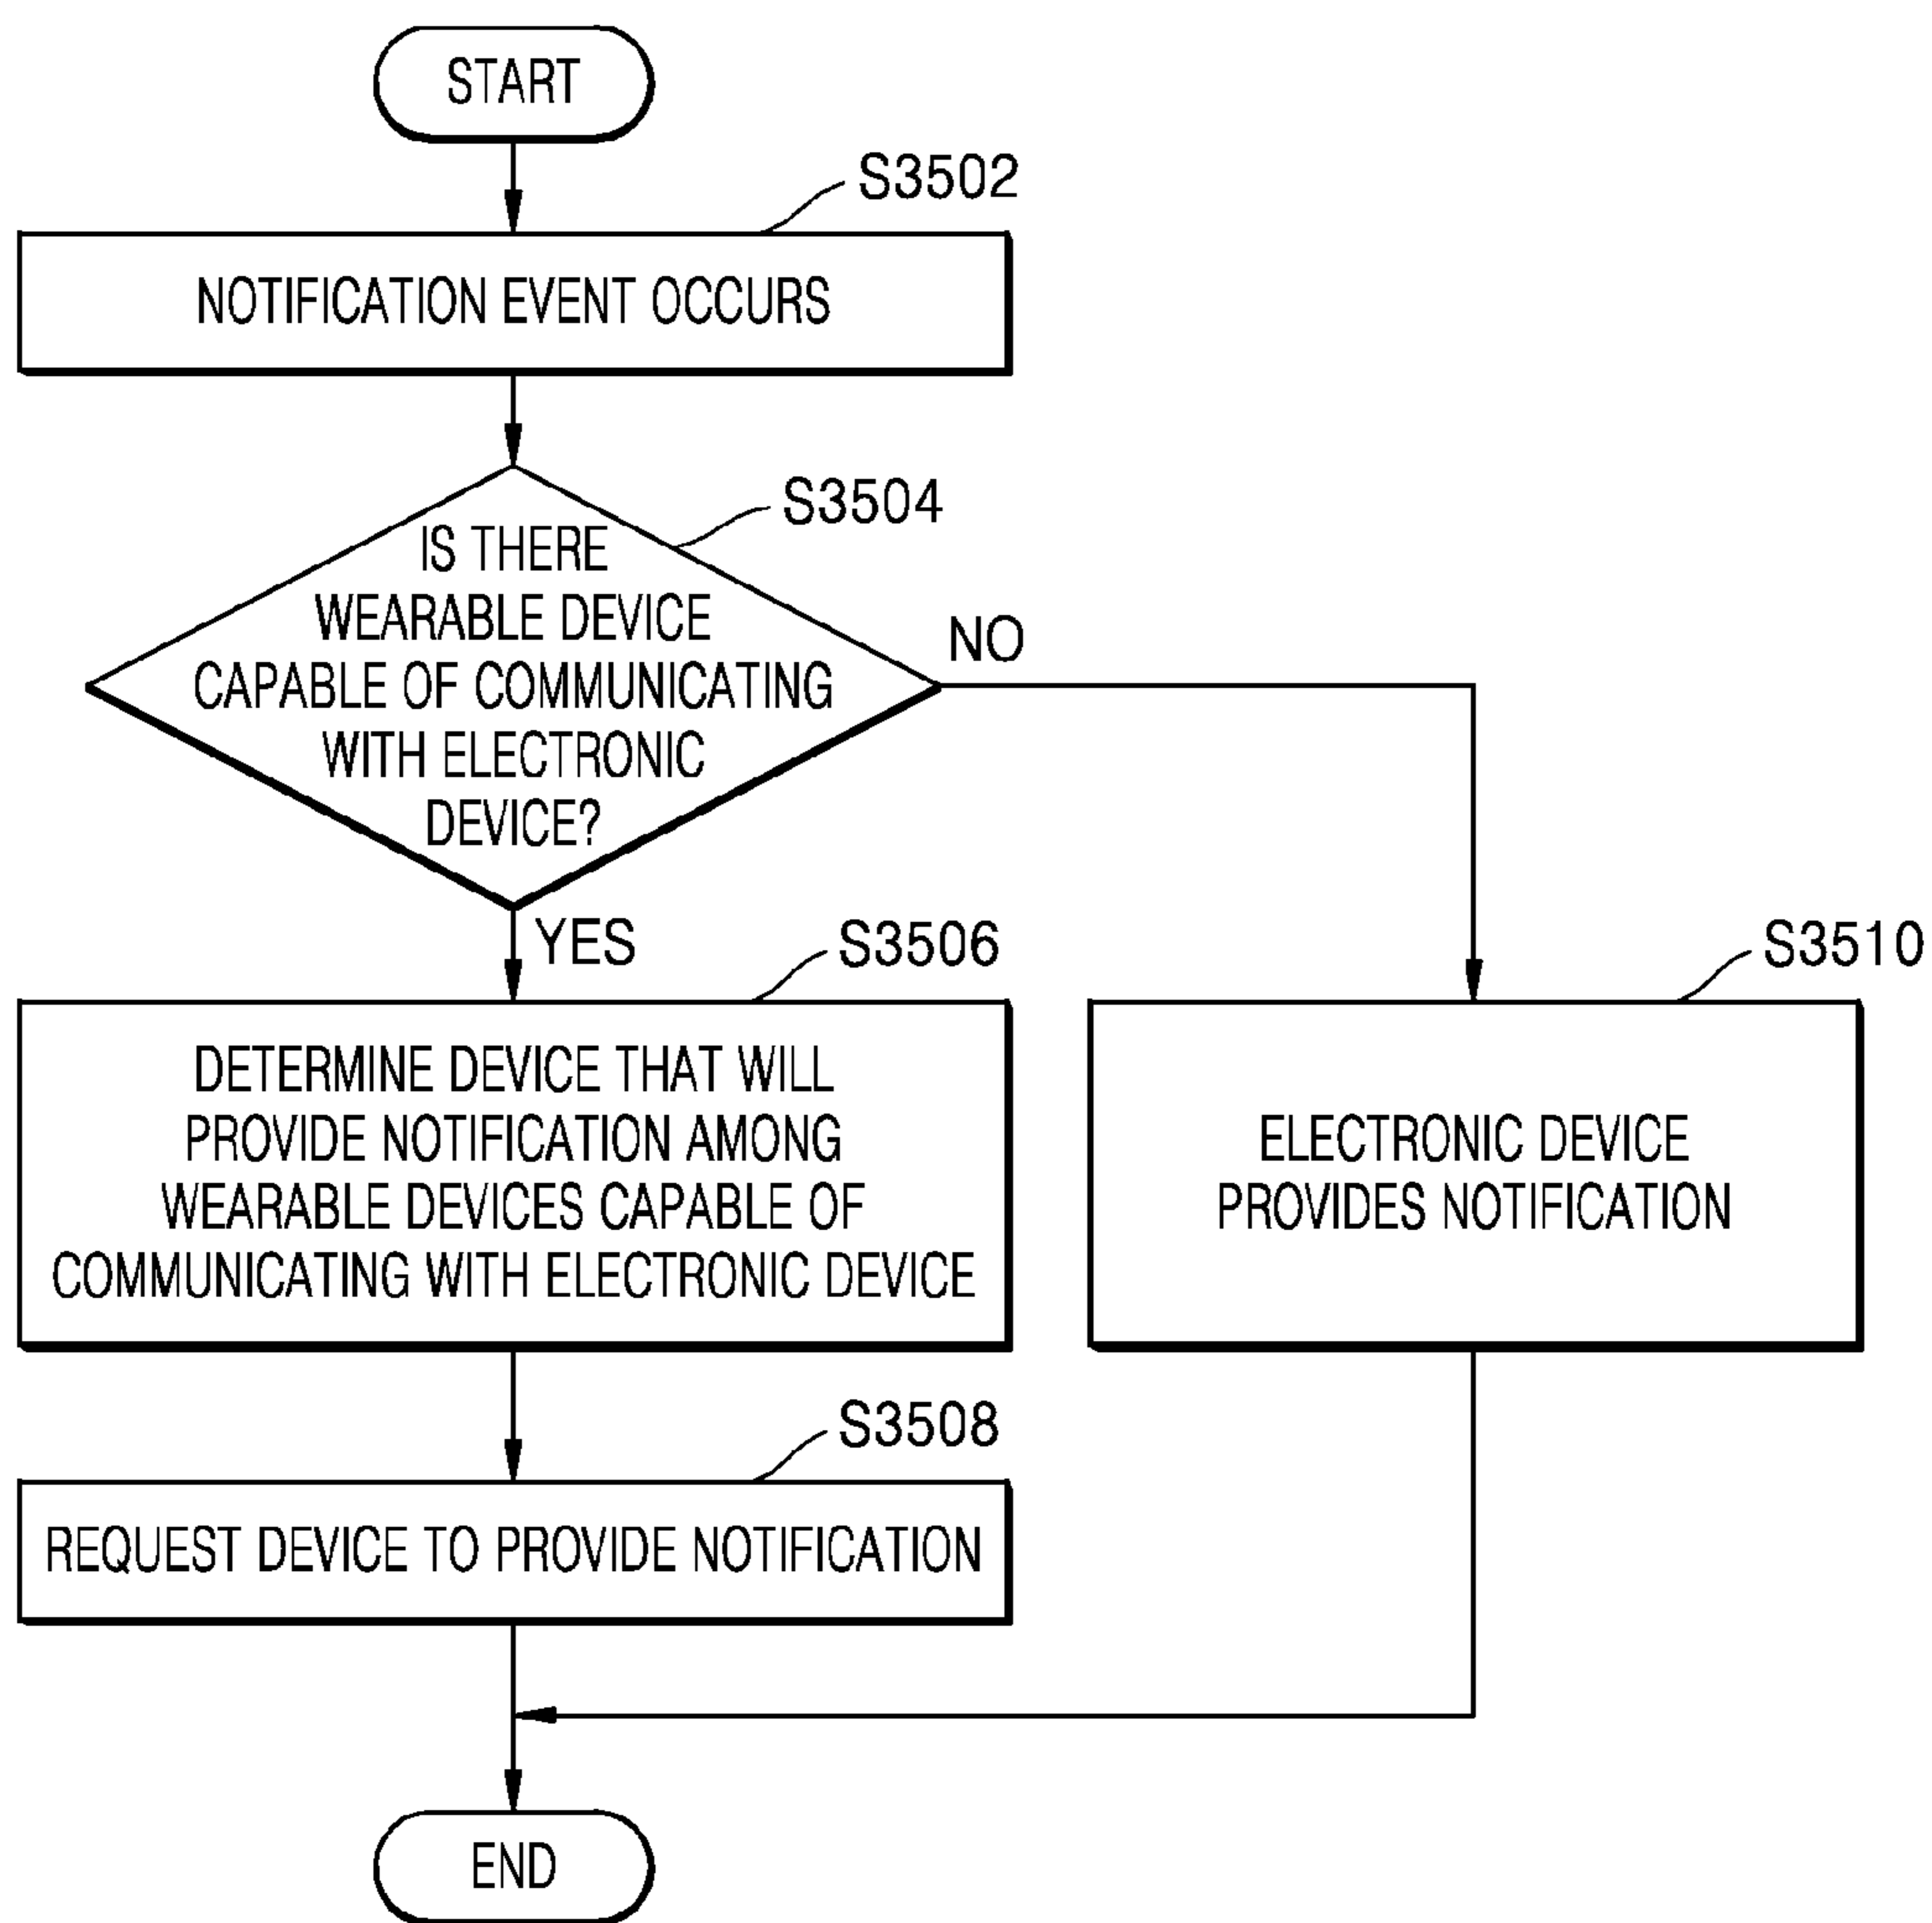 START
S3502
NOTIFICATION EVENT OCCURS
S3504
IS THERE
WEARABLE DEVICE
CAPABLE OF COMMUNICATING
WITH ELECTRONIC
DEVICE?
NO
YES
S3506
DETERMINE DEVICE THAT WILL
PROVIDE NOTIFICATION AMONG
WEARABLE DEVICES CAPABLE OF
COMMUNICATING WITH ELECTRONIC DEVICE
S3510
ELECTRONIC DEVICE
PROVIDES NOTIFICATION
S3508
REQUEST DEVICE TO PROVIDE NOTIFICATION
END